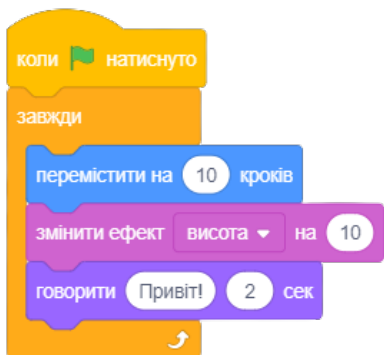 коли натиснуто
завжди
перемістити на 10 кроків
змінити ефект висота на 10
говорити Привіт! 2 сек